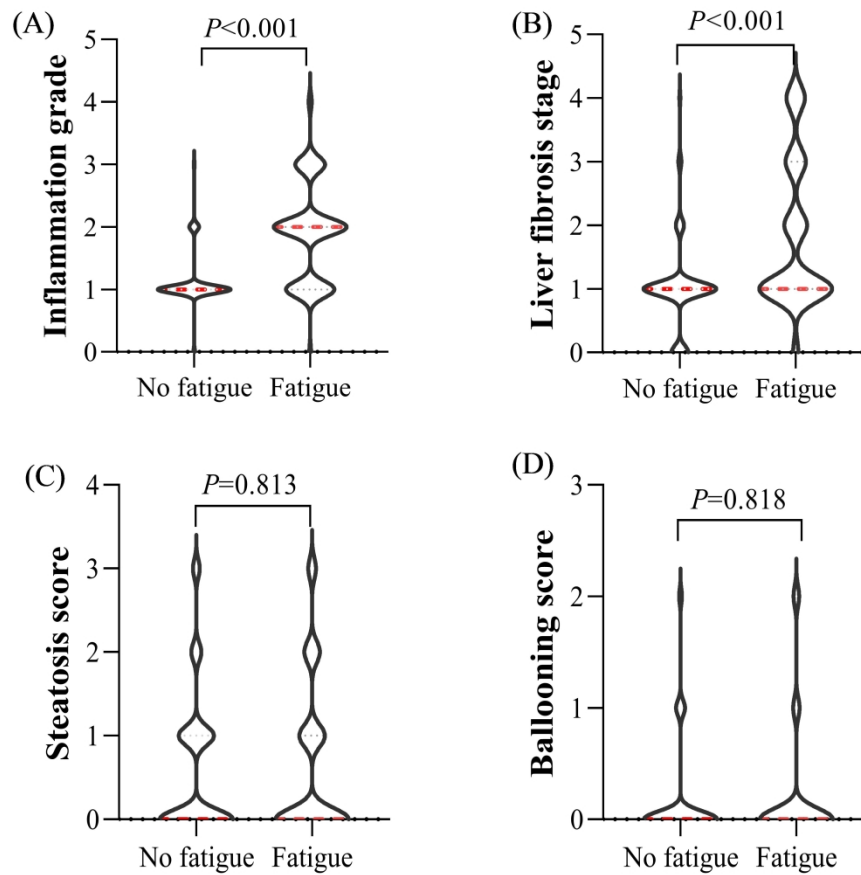 (A)
P<0.001
Inflammation grade
5
4
3
2
1
0
No fatigue Fatigue
(B)
P<0.001
Liver fibrosis stage
5
4
3
2
1
0
No fatigue Fatigue
(C)
P=0.813
Steatosis score
4
3
2
1
0
No fatigue Fatigue
(D)
P=0.818
Ballooning score
3
2
1
0
No fatigue Fatigue